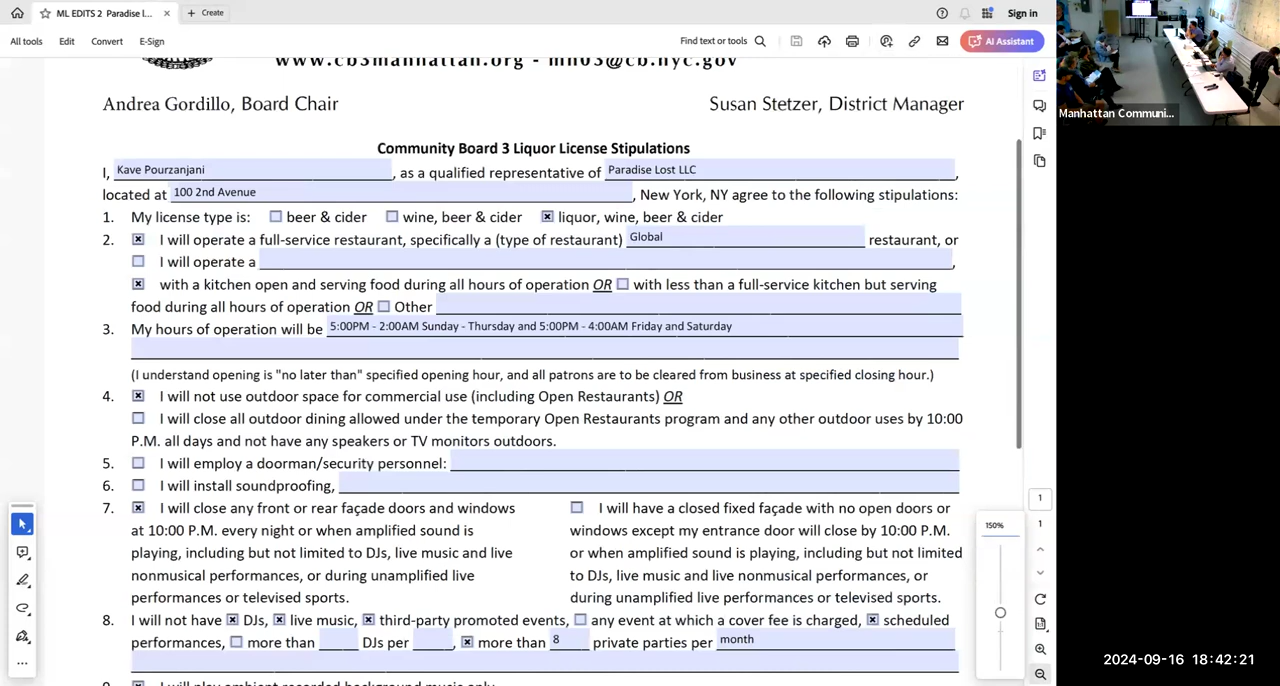 ML EDITS 2 Paradise l...
Create
Sign in
All tools
Edit
Convert
E-Sign
Find text or tools
AI Assistant
www.cb3manhattan.org - mn03@cb.nyc.gov
Andrea Gordillo, Board Chair
Susan Stetzer, District Manager
Community Board 3 Liquor License Stipulations
I, Kave Pourzanjani, as a qualified representative of Paradise Lost LLC,
located at 100 2nd Avenue, New York, NY agree to the following stipulations:
1. My license type is: beer & cider wine, beer & cider liquor, wine, beer & cider
2. I will operate a full-service restaurant, specifically a (type of restaurant) Global restaurant, or
I will operate a ,
with a kitchen open and serving food during all hours of operation OR with less than a full-service kitchen but serving
food during all hours of operation OR Other
3. My hours of operation will be 5:00PM - 2:00AM Sunday - Thursday and 5:00PM - 4:00AM Friday and Saturday
(I understand opening is "no later than" specified opening hour, and all patrons are to be cleared from business at specified closing hour.)
4. I will not use outdoor space for commercial use (including Open Restaurants) OR
I will close all outdoor dining allowed under the temporary Open Restaurants program and any other outdoor uses by 10:00
P.M. all days and not have any speakers or TV monitors outdoors.
5. I will employ a doorman/security personnel:
6. I will install soundproofing,
7. I will close any front or rear façade doors and windows
at 10:00 P.M. every night or when amplified sound is
playing, including but not limited to DJs, live music and live
nonmusical performances, or during unamplified live
performances or televised sports.
I will have a closed fixed façade with no open doors or
windows except my entrance door will close by 10:00 P.M.
or when amplified sound is playing, including but not limited
to DJs, live music and live nonmusical performances, or
during unamplified live performances or televised sports.
8. I will not have DJs, live music, third-party promoted events, any event at which a cover fee is charged, scheduled
performances, more than DJs per , more than 8 private parties per month
I will play ambient recorded background music only
150%
1
1
Manhattan Communi...
2024-09-16 18:42:21